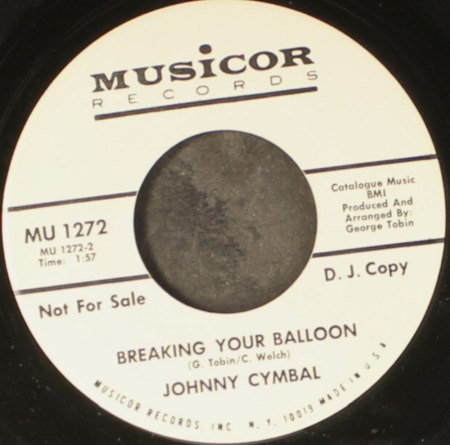 MUSICOR
RECORDS
MU 1272
MU 1272-2
Time: 1:57
Catalogue Music
BMI
Produced And
Arranged By:
George Tobin
Not For Sale
D. J. Copy
BREAKING YOUR BALLOON
(G. Tobin/C. Welch)
JOHNNY CYMBAL
MUSICOR RECORDS, INC N. Y. 10019 MADE IN U.S.A